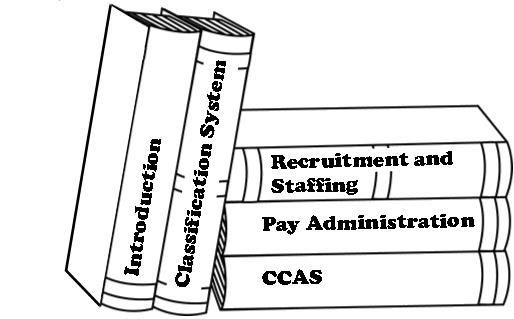 Introduction
Classification System
Recruitment and
Staffing
Pay Administration
CCAS